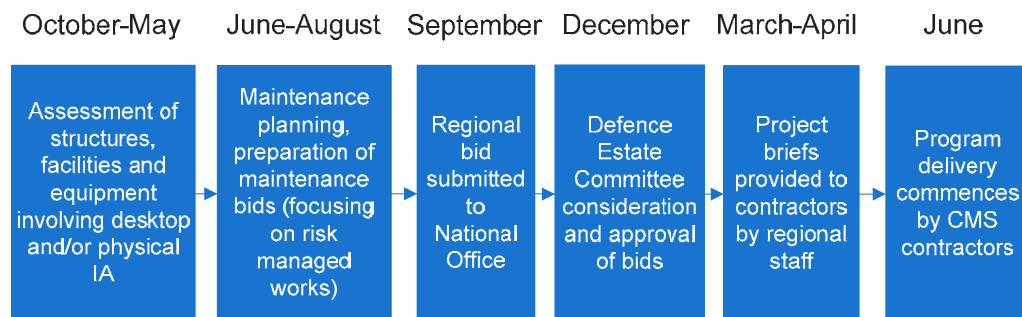 October-May
Assessment of
structures,
facilities and
equipment
involving desktop
and/or physical
IA
June-August
Maintenance
planning,
preparation of
maintenance
bids (focusing
on risk
managed
works)
September
Regional
bid
submitted
to
National
Office
December
Defence
Estate
Committee
consideration
and approval
of bids
March-April
Project
briefs
provided to
contractors
by regional
staff
June
Program
delivery
commences
by CMS
contractors